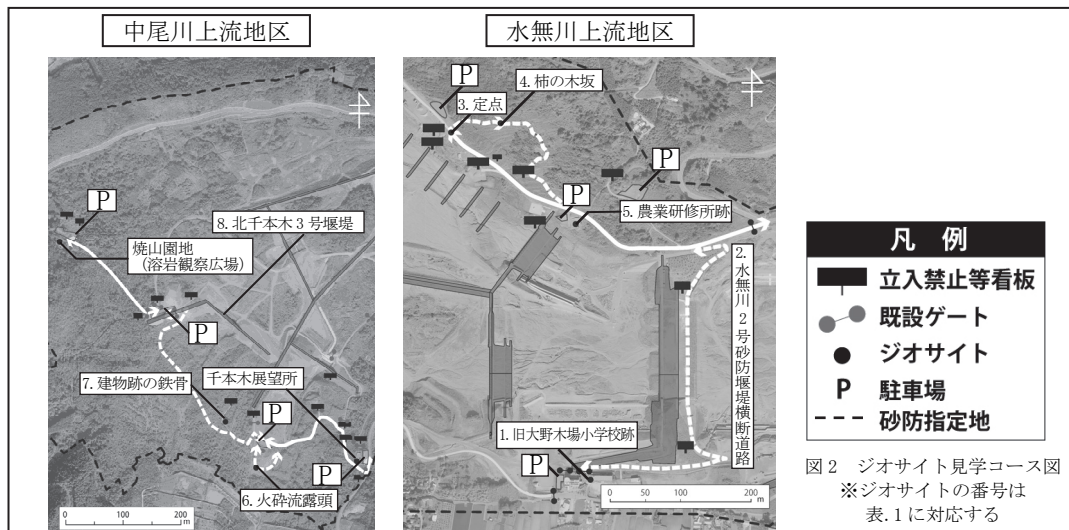 中尾川上流地区
水無川上流地区
P
焼山園地
(溶岩観察広場)
8.北千本木3号堰堤
P
7.建物跡の鉄骨
千本木展望所
P
P
6.火砕流露頭
0
100
200
m
P
4.柿の木坂
3.定点
P
P
5.農業研修所跡
2.水無川2号砂防堰堤横断道路
1.旧大野木場小学校跡
P
0
50
100
200
m
凡 例
立入禁止等看板
既設ゲート
ジオサイト
P 駐車場
砂防指定地
図2 ジオサイト見学コース図
※ジオサイトの番号は
表.1に対応する